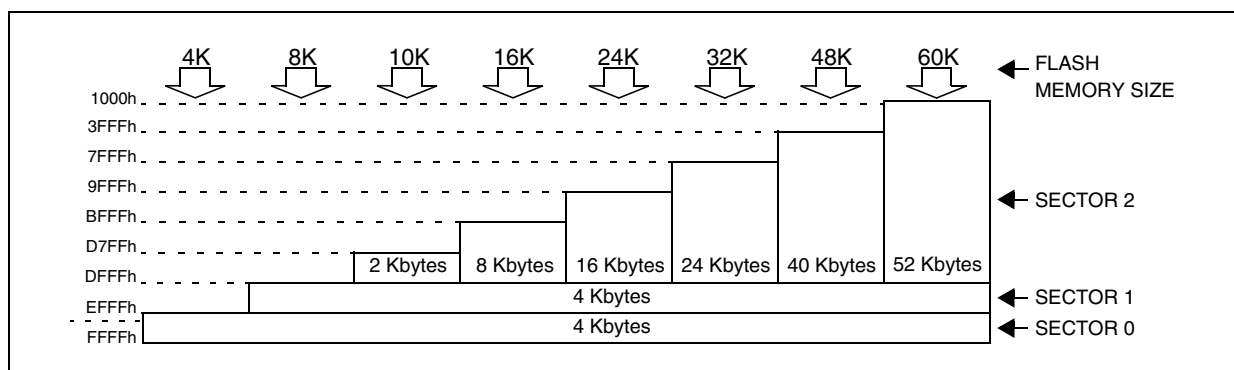 4K 8K 10K 16K 24K 32K 48K 60K FLASH
MEMORY SIZE
1000h
3FFFh
7FFFh
9FFFh
SECTOR 2
BFFFh
D7FFh
2 Kbytes 8 Kbytes 16 Kbytes 24 Kbytes 40 Kbytes 52 Kbytes
DFFFh
4 Kbytes SECTOR 1
EFFFh
4 Kbytes SECTOR 0
FFFFh